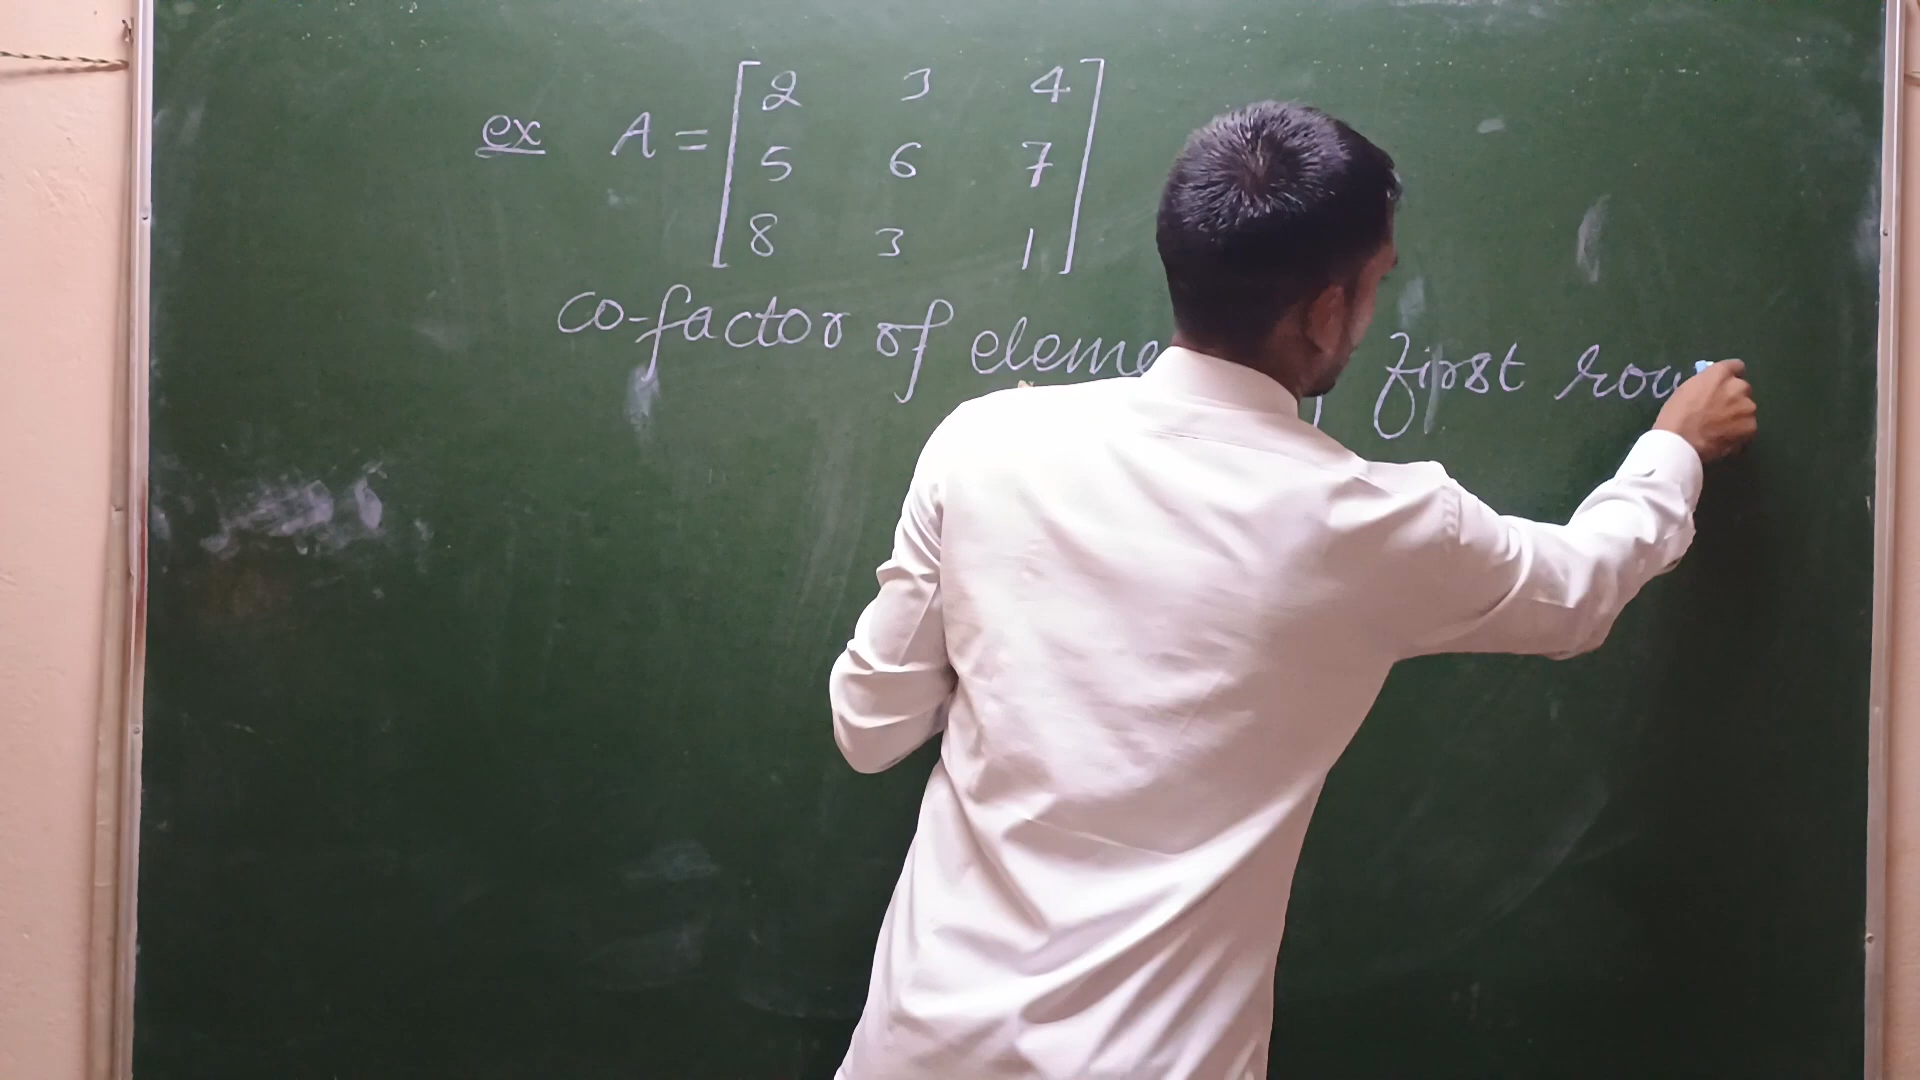 ex A = [ 2 3 4
5 6 7
8 3 1 ]
co-factor of first row